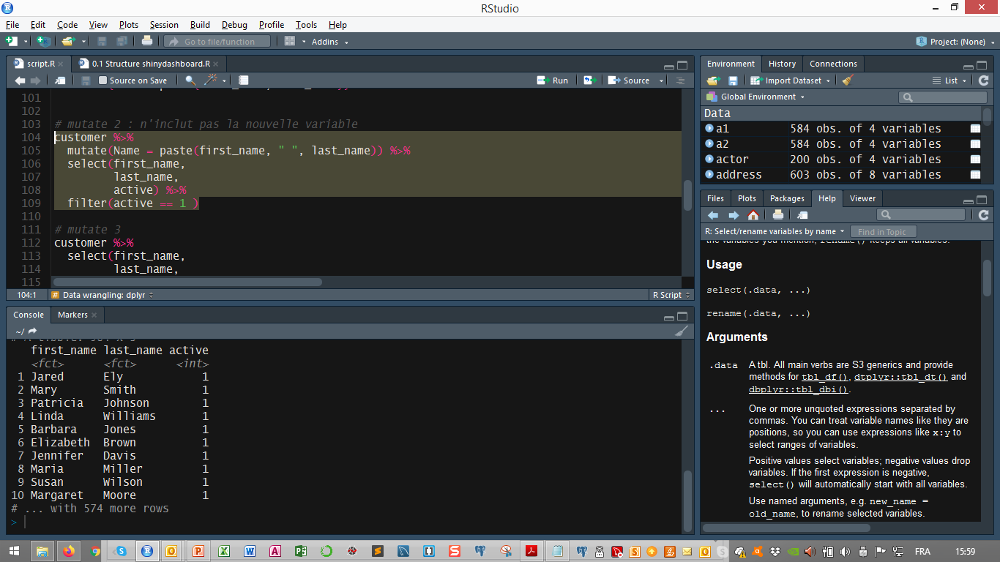 RStudio
File Edit Code View Plots Session Build Debug Profile Tools Help
Go to file/function Addins Project: (None)
script.R 0.1 Structure shinydashboard.R
Source on Save Run Source
101
102
103 # mutate 2 : n'inclut pas la nouvelle variable
104 customer %>%
105 mutate(Name = paste(first_name, " ", last_name)) %>%
106 select(first_name,
107 last_name,
108 active) %>%
109 filter(active == 1 )
110
111 # mutate 3
112 customer %>%
113 select(first_name,
114 last_name,
115
104:1 # Data wrangling: dplyr R Script
Console Markers
~/
first_name last_name active
<fct> <fct> <int>
1 Jared Ely 1
2 Mary Smith 1
3 Patricia Johnson 1
4 Linda Williams 1
5 Barbara Jones 1
6 Elizabeth Brown 1
7 Jennifer Davis 1
8 Maria Miller 1
9 Susan Wilson 1
10 Margaret Moore 1
# ... with 574 more rows
>
Environment History Connections
Import Dataset List
Global Environment
Data
a1 584 obs. of 4 variables
a2 584 obs. of 4 variables
actor 200 obs. of 4 variables
address 603 obs. of 8 variables
Files Plots Packages Help Viewer
R: Select/rename variables by name Find in Topic
the variables you mention; rename() keeps all variables.
Usage
select(.data, ...)
rename(.data, ...)
Arguments
.data A tbl. All main verbs are S3 generics and provide
methods for tbl_df(), dtplyr::tbl_dt() and
dbplyr::tbl_dbi().
... One or more unquoted expressions separated by
commas. You can treat variable names like they are
positions, so you can use expressions like x:y to
select ranges of variables.
Positive values select variables; negative values drop
variables. If the first expression is negative,
select() will automatically start with all variables.
Use named arguments, e.g. new_name =
old_name, to rename selected variables.
FRA 15:59